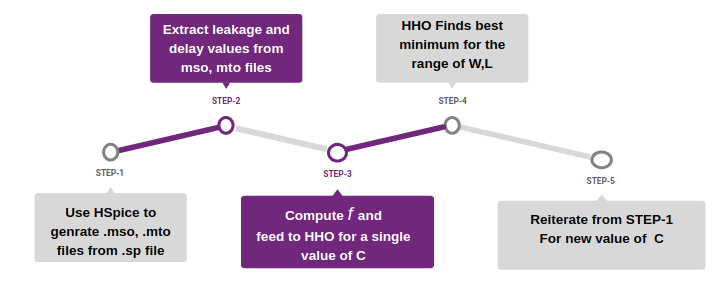 Extract leakage and
delay values from
mso, mto files
STEP-2
HHO Finds best
minimum for the
range of W,L
STEP-4
STEP-1
Use HSpice to
genrate .mso, .mto
files from .sp file
STEP-3
Compute f and
feed to HHO for a single
value of C
STEP-5
Reiterate from STEP-1
For new value of C